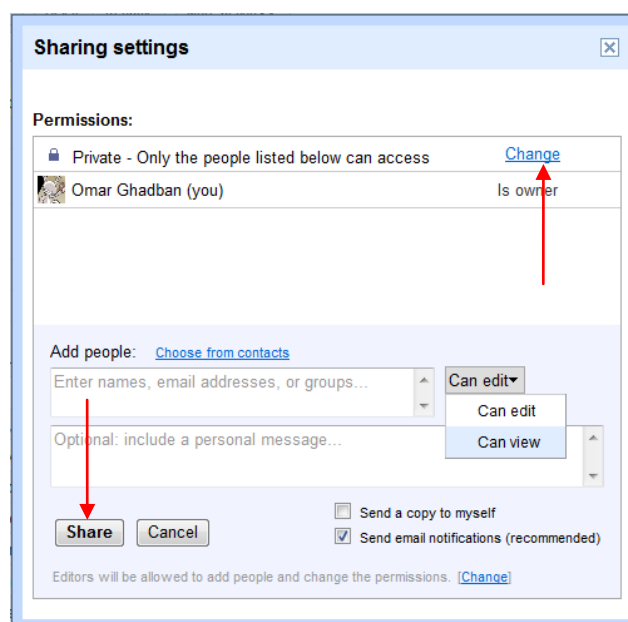 Sharing settings
Permissions:
Private - Only the people listed below can access Change
Omar Ghadban (you) Is owner
Add people: Choose from contacts
Enter names, email addresses, or groups... Can edit
Can edit
Optional: include a personal message... Can view
Send a copy to myself
Share Cancel
Send email notifications (recommended)
Editors will be allowed to add people and change the permissions. [Change]